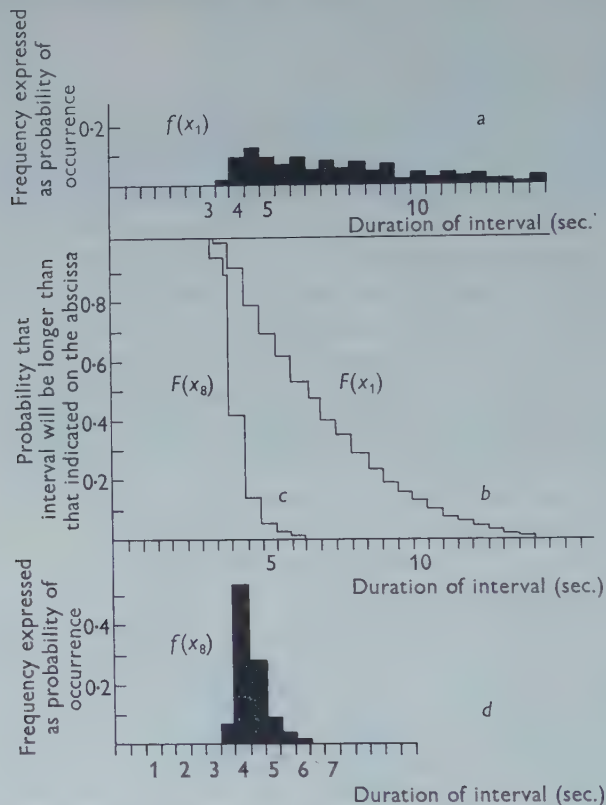 Frequency expressed
as probability of
occurrence
0·2
f(x₁)
a
3 4 5 10
Duration of interval (sec.
Probability that
interval will be longer than
that indicated on the abscissa
0·8
0·6
0·4
0·2
F(x₈)
F(x₁)
c
b
5 10
Duration of interval (sec.)
Frequency expressed
as probability of
occurrence
0·4
0·2
f(x₈)
d
1 2 3 4 5 6 7
Duration of interval (sec.)